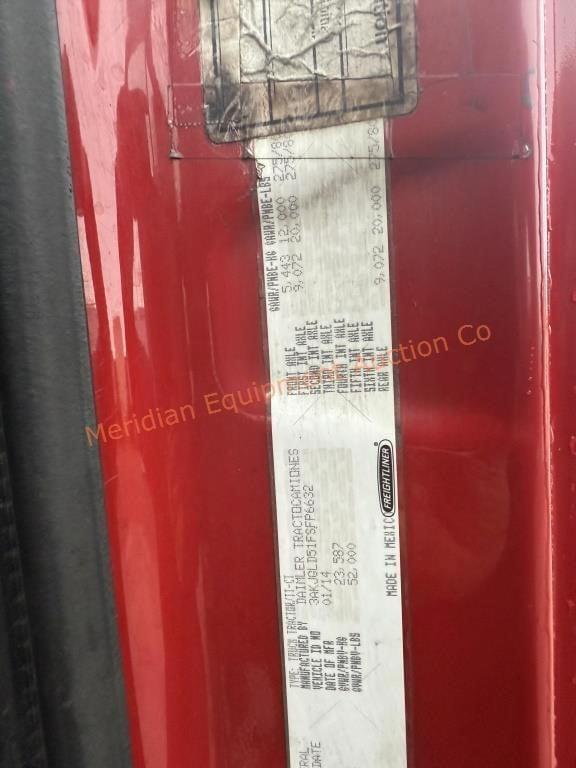 TYPE: TRUCK TRACTOR/TT-CT
MANUFACTURED BY DAIMLER TRACTOCAMIONES
VEHICLE ID NO 3AKJGLD51FSFP6632
DATE OF MFR 01/14
GVWR/PNBV-KG 23,587
GVWR/PNBV-LBS 52,000
MADE IN MEXICO
FREIGHTLINER
GAWR/PNBE-KG GAWR/PNBE-LBS
FRONT AXLE 5,443 12,000
FIRST INT AXLE 9,072 20,000
SECOND INT AXLE
THIRD INT AXLE
FOURTH INT AXLE
FIFTH INT AXLE
SIXTH INT AXLE
REAR AXLE 9,072 20,000
DATE
Meridian Equipment Auction Co